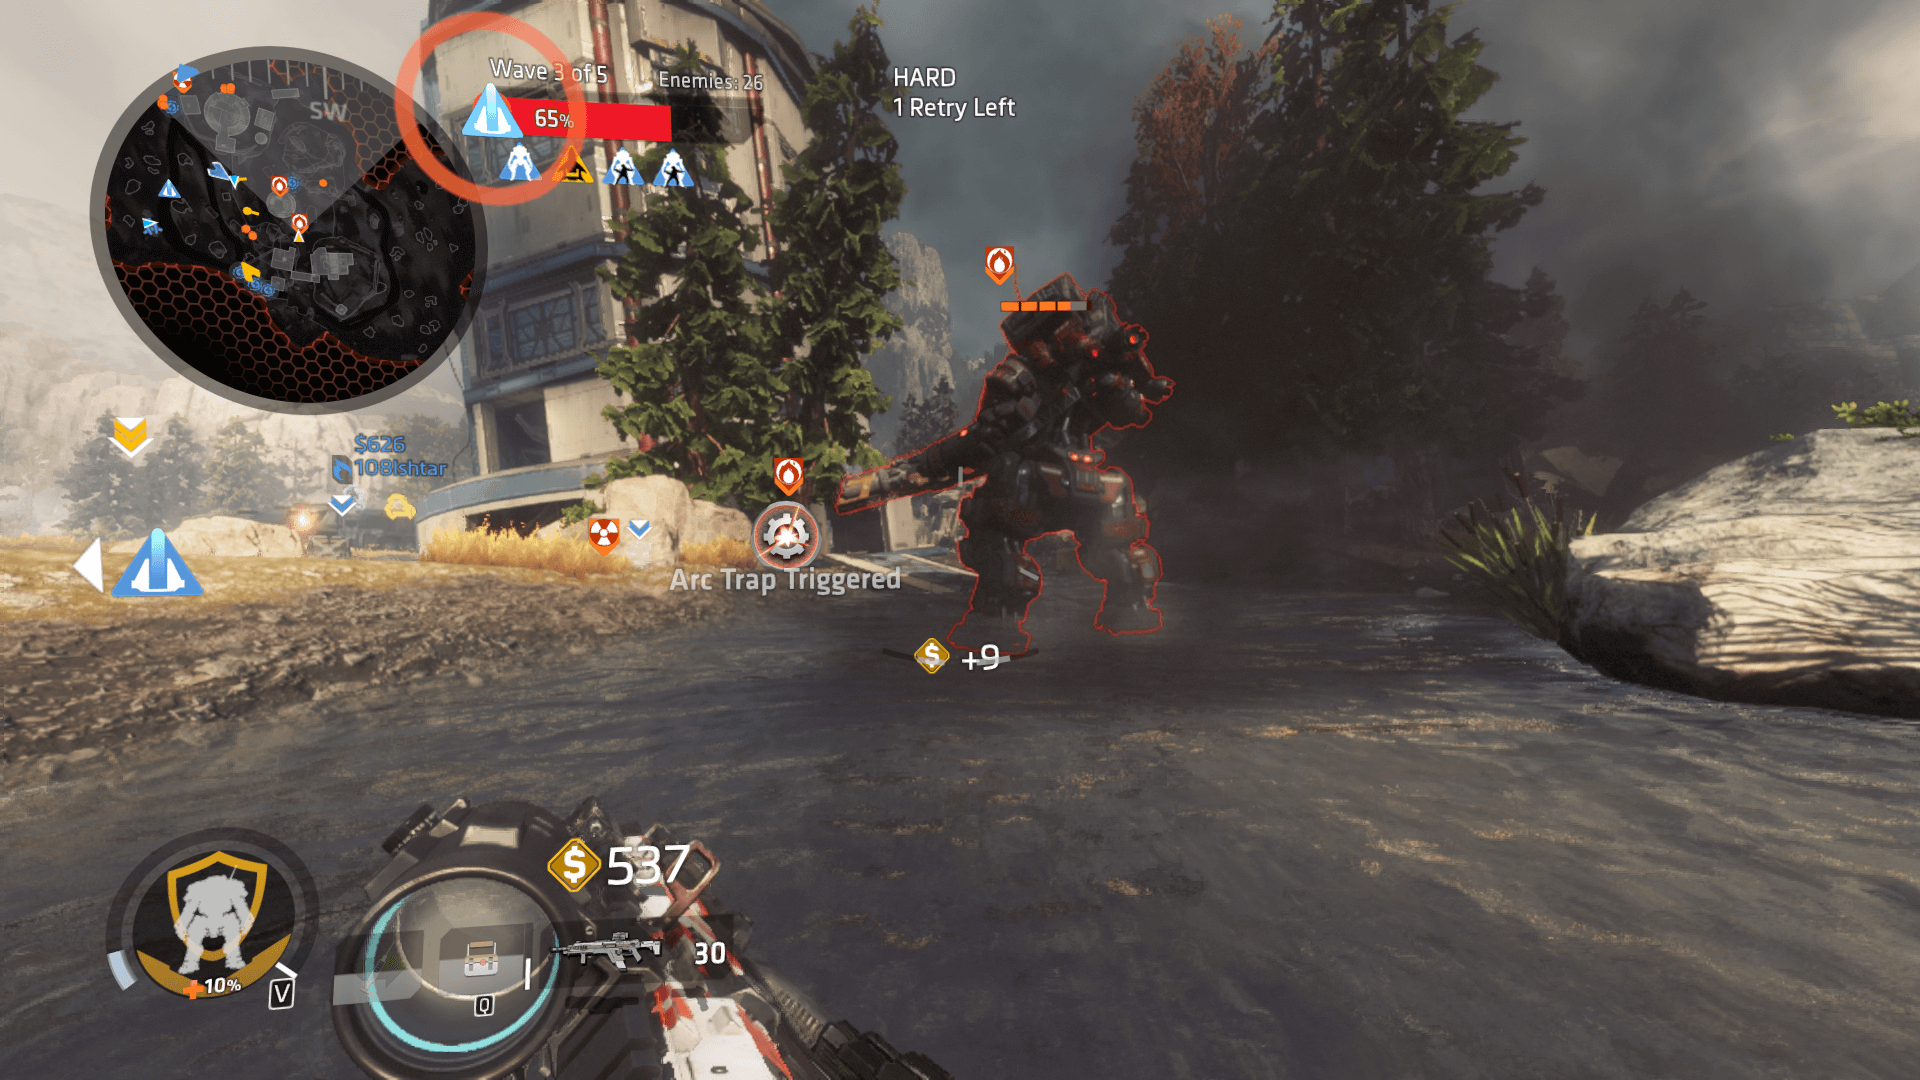 Wave 3 of 5
Enemies: 26
65%
HARD
1 Retry Left
SW
$626
108Ishtar
Arc Trap Triggered
$ +9
$ 537
30
10%
V
Q